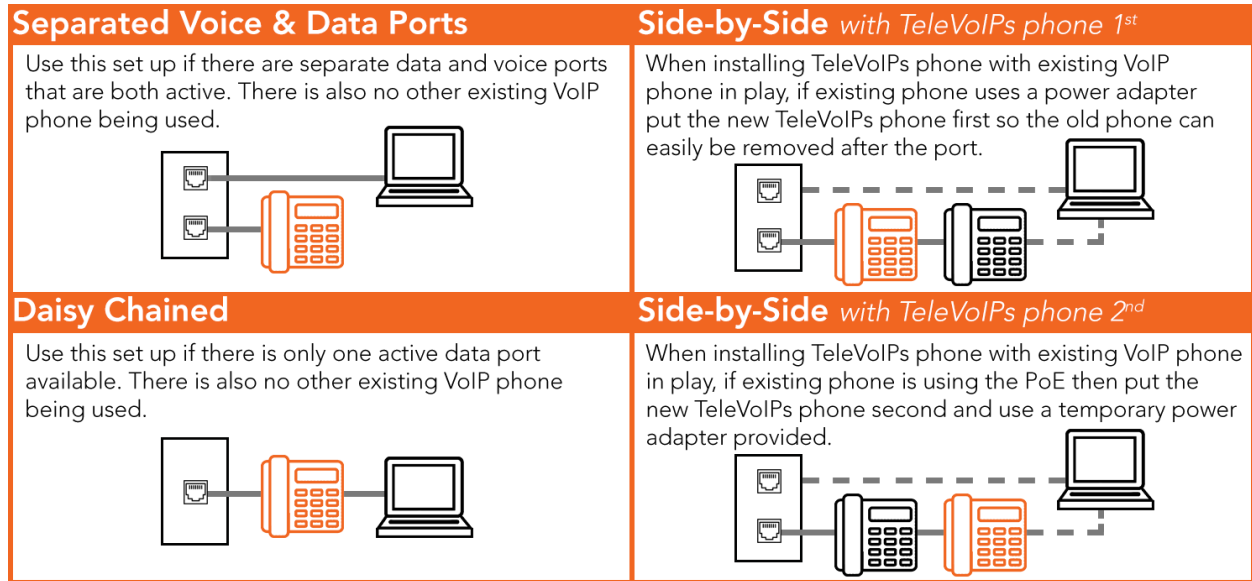 Separated Voice & Data Ports
Use this set up if there are separate data and voice ports
that are both active. There is also no other existing VoIP
phone being used.
Side-by-Side with TeleVoIPs phone 1st
When installing TeleVoIPs phone with existing VoIP
phone in play, if existing phone uses a power adapter
put the new TeleVoIPs phone first so the old phone can
easily be removed after the port.
Daisy Chained
Use this set up if there is only one active data port
available. There is also no other existing VoIP phone
being used.
Side-by-Side with TeleVoIPs phone 2nd
When installing TeleVoIPs phone with existing VoIP phone
in play, if existing phone is using the PoE then put the
new TeleVoIPs phone second and use a temporary power
adapter provided.